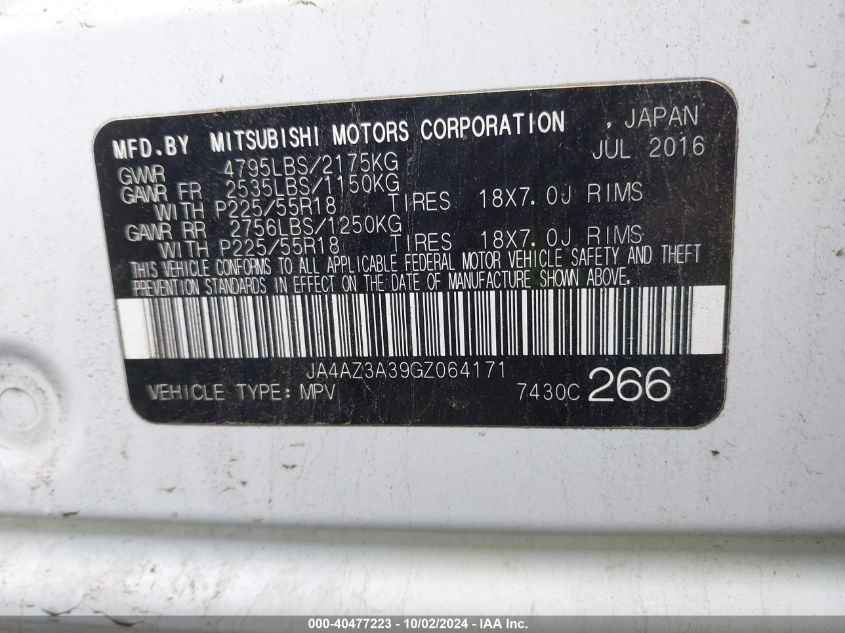 MFD.BY MITSUBISHI MOTORS CORPORATION , JAPAN
GVWR 4795LBS/2175KG JUL 2016
GAWR FR 2535LBS/1150KG
WITH P225/55R18 TIRES 18X7.0J RIMS
GAWR RR 2756LBS/1250KG
WITH P225/55R18 TIRES 18X7.0J RIMS
THIS VEHICLE CONFORMS TO ALL APPLICABLE FEDERAL MOTOR VEHICLE SAFETY AND THEFT
PREVENTION STANDARDS IN EFFECT ON THE DATE OF MANUFACTURE SHOWN ABOVE.
JA4AZ3A39GZ064171
VEHICLE TYPE:MPV 7430C 266
000-40477223 - 10/02/2024 - IAA Inc.